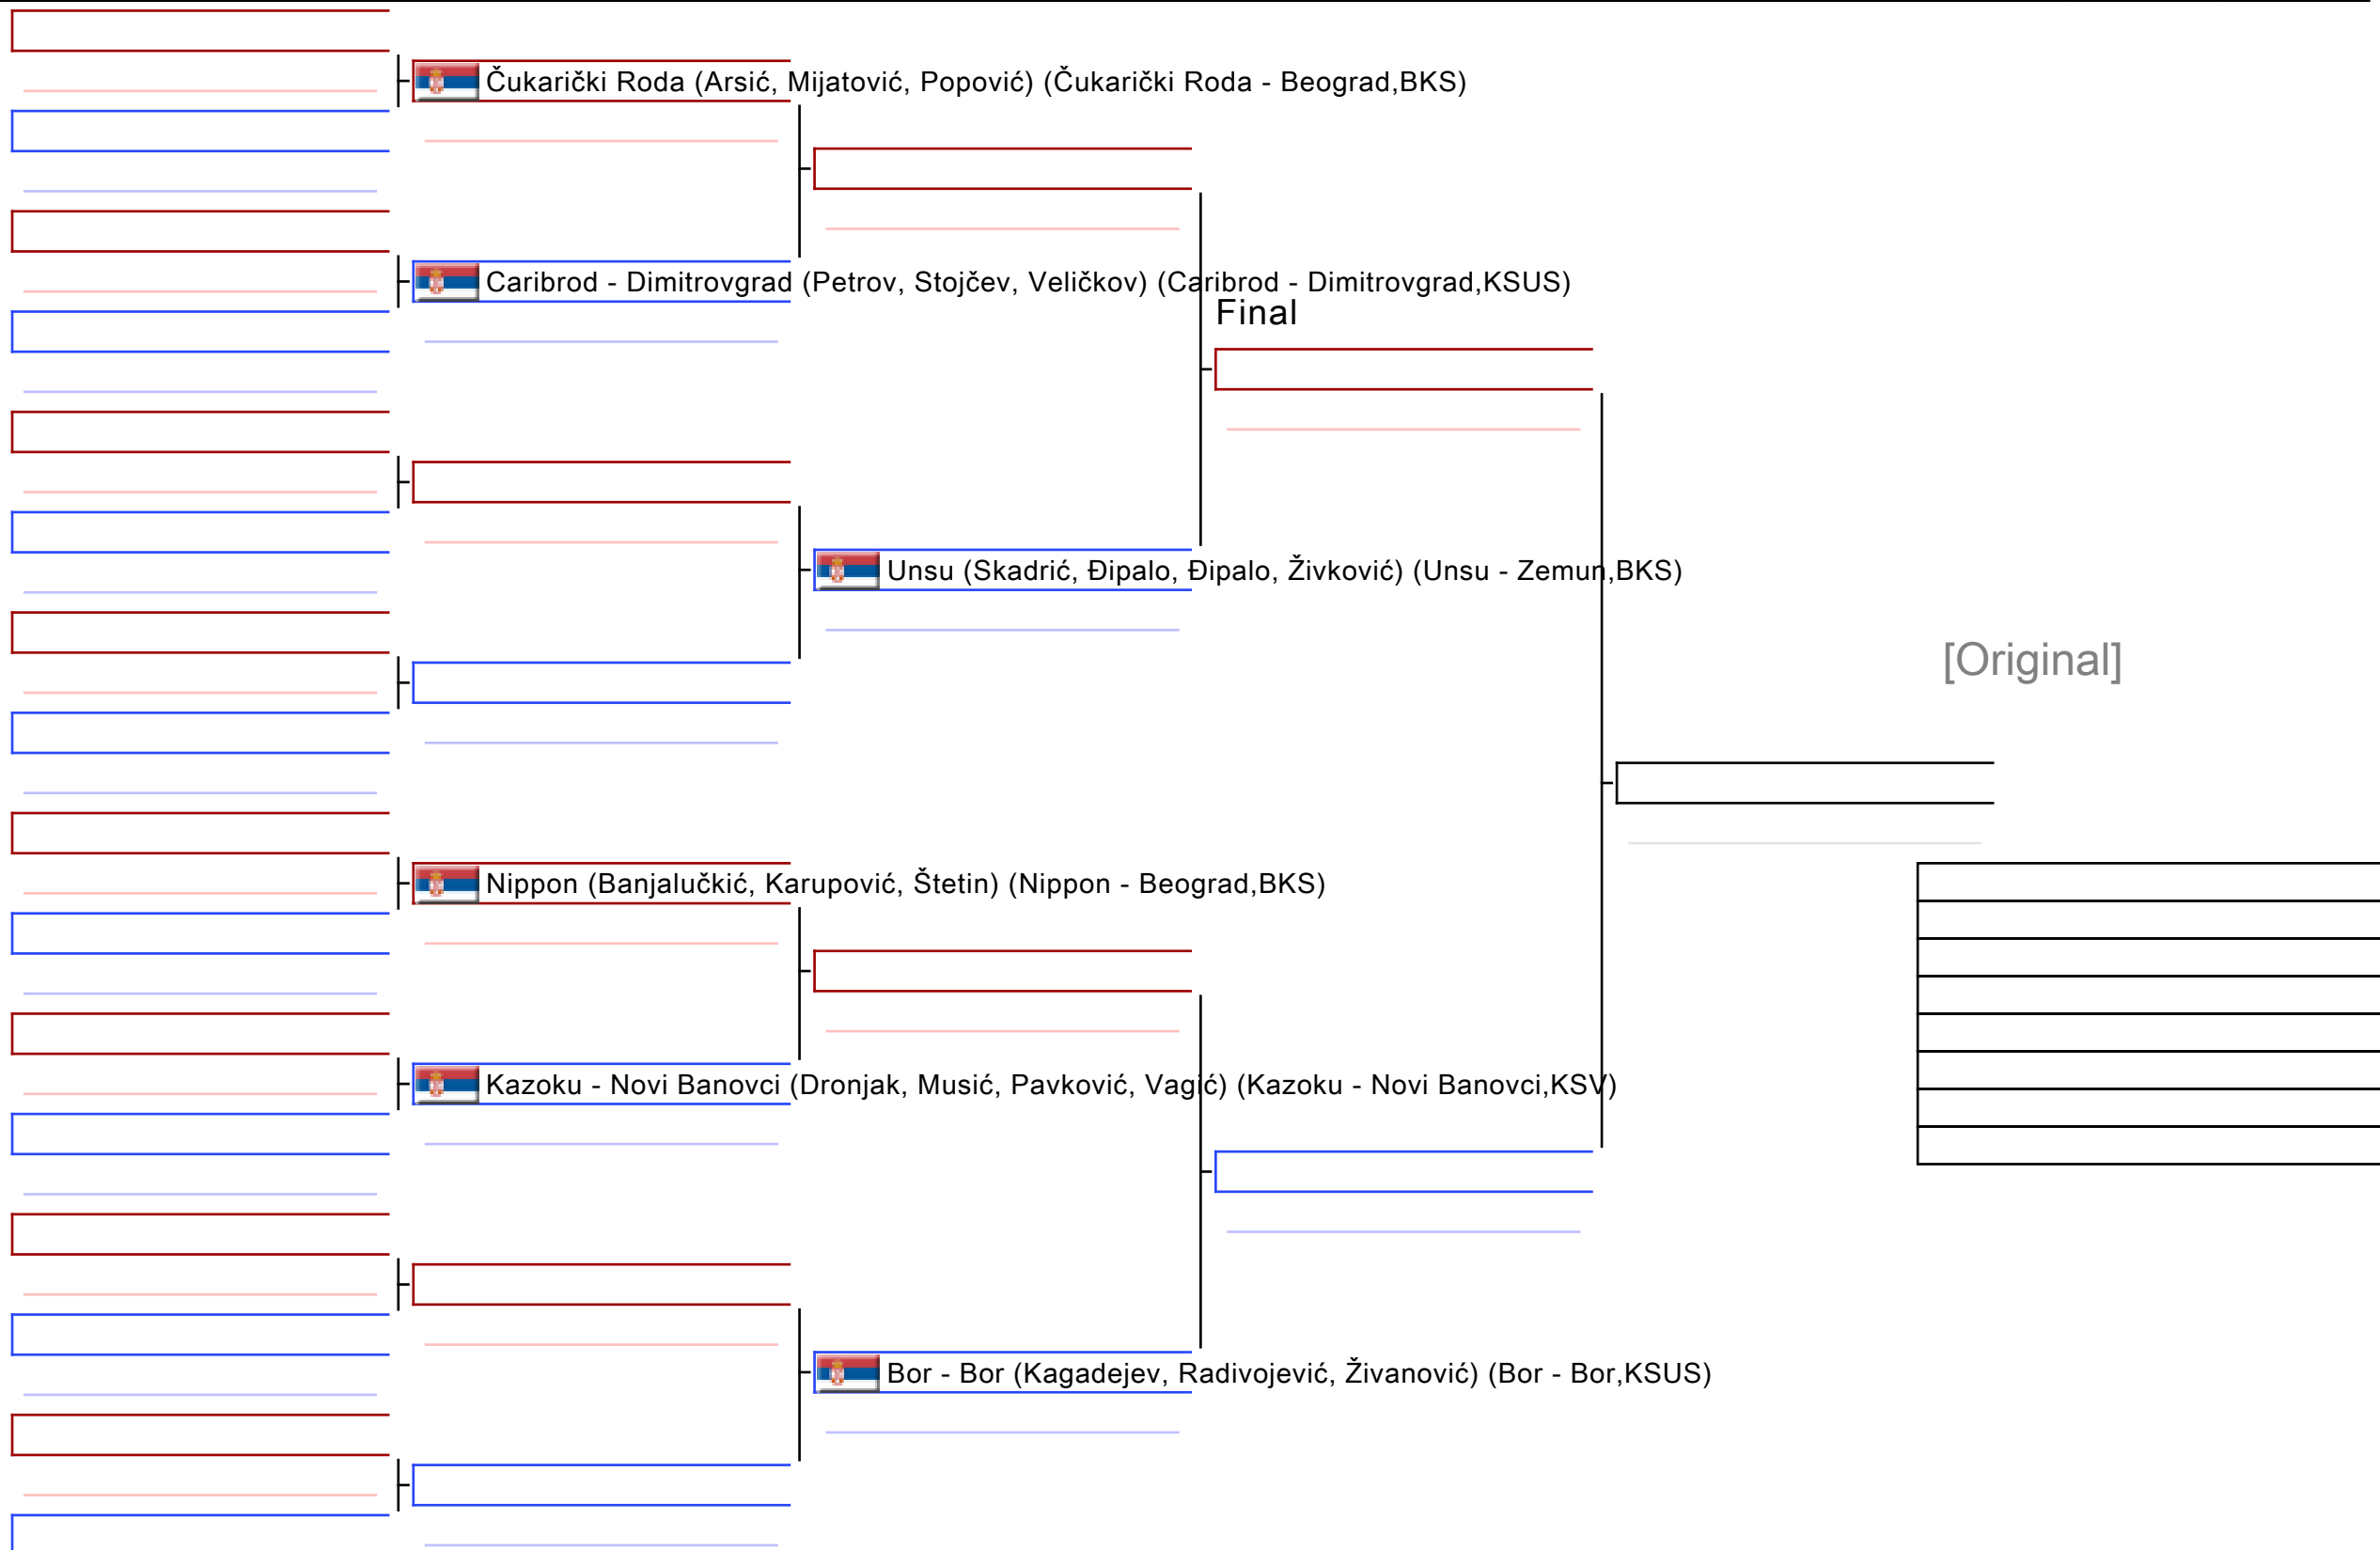 Čukarički Roda (Arsić, Mijatović, Popović) (Čukarički Roda - Beograd,BKS)
Caribrod - Dimitrovgrad (Petrov, Stojčev, Veličkov) (Caribrod - Dimitrovgrad,KSUS)
Final
Unsu (Skadrić, Đipalo, Đipalo, Živković) (Unsu - Zemun,BKS)
[Original]
Nippon (Banjalučkić, Karupović, Štetin) (Nippon - Beograd,BKS)
Kazoku - Novi Banovci (Dronjak, Musić, Pavković, Vagić) (Kazoku - Novi Banovci,KSV)
Bor - Bor (Kagadejev, Radivojević, Živanović) (Bor - Bor,KSUS)